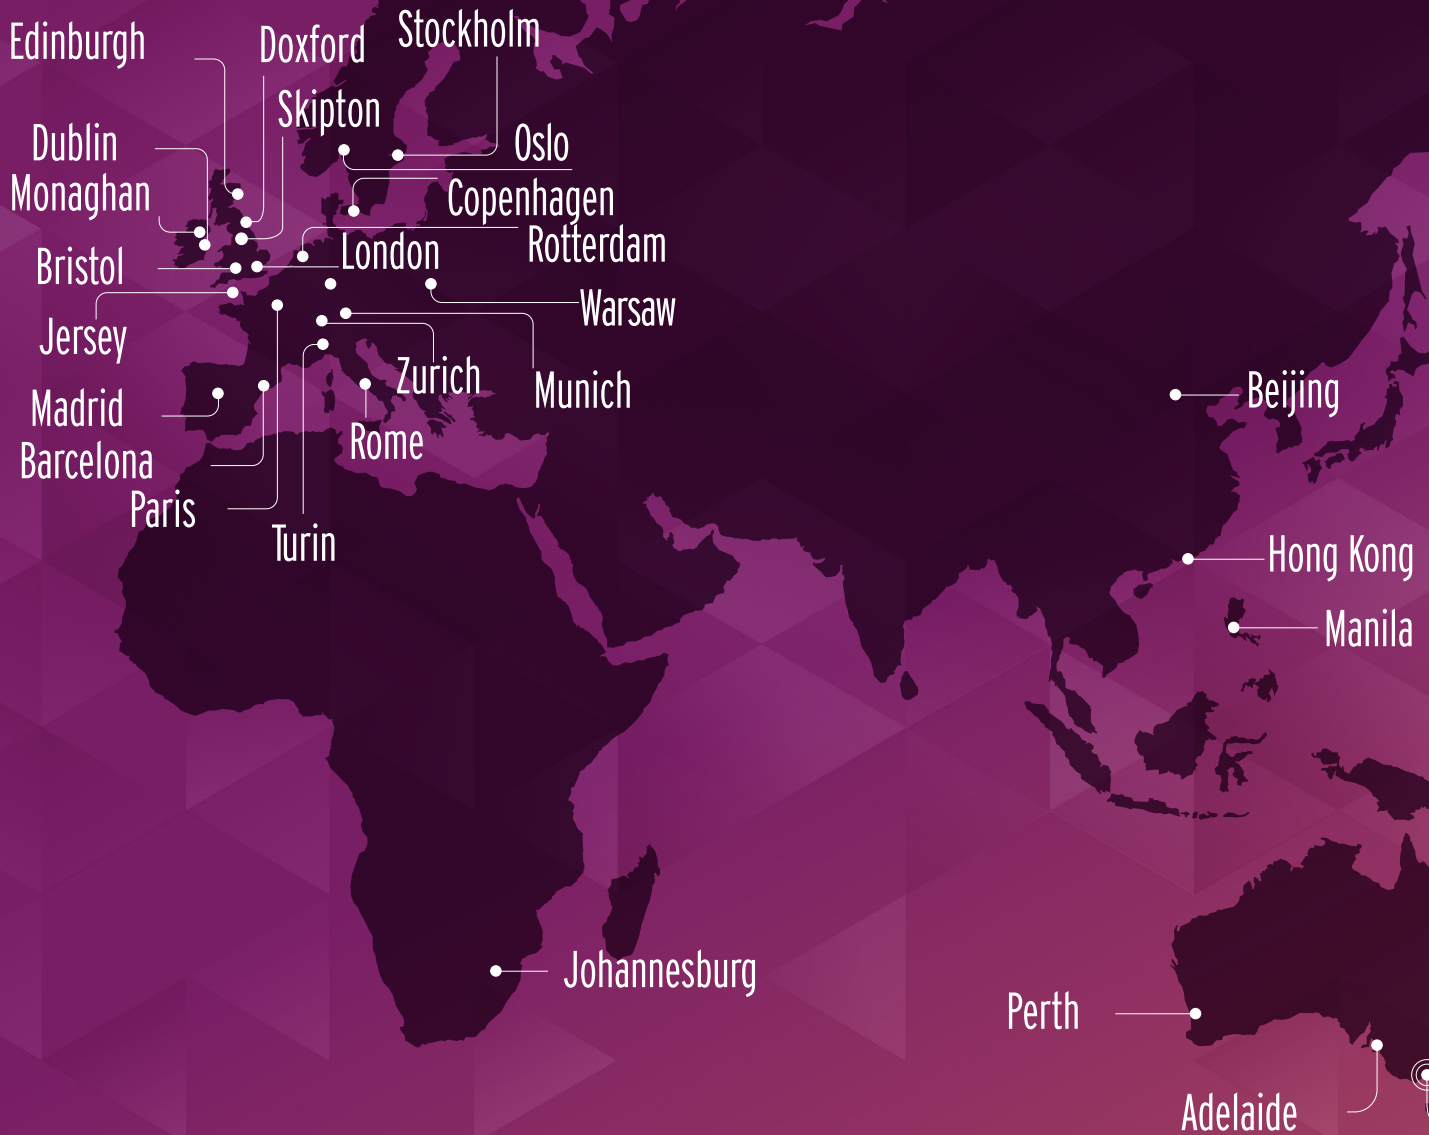 Edinburgh
Doxford
Stockholm
Skipton
Dublin
Oslo
Monaghan
Copenhagen
Rotterdam
London
Bristol
Warsaw
Jersey
Zurich
Munich
Beijing
Madrid
Rome
Barcelona
Paris
Turin
Hong Kong
Manila
Johannesburg
Perth
Adelaide